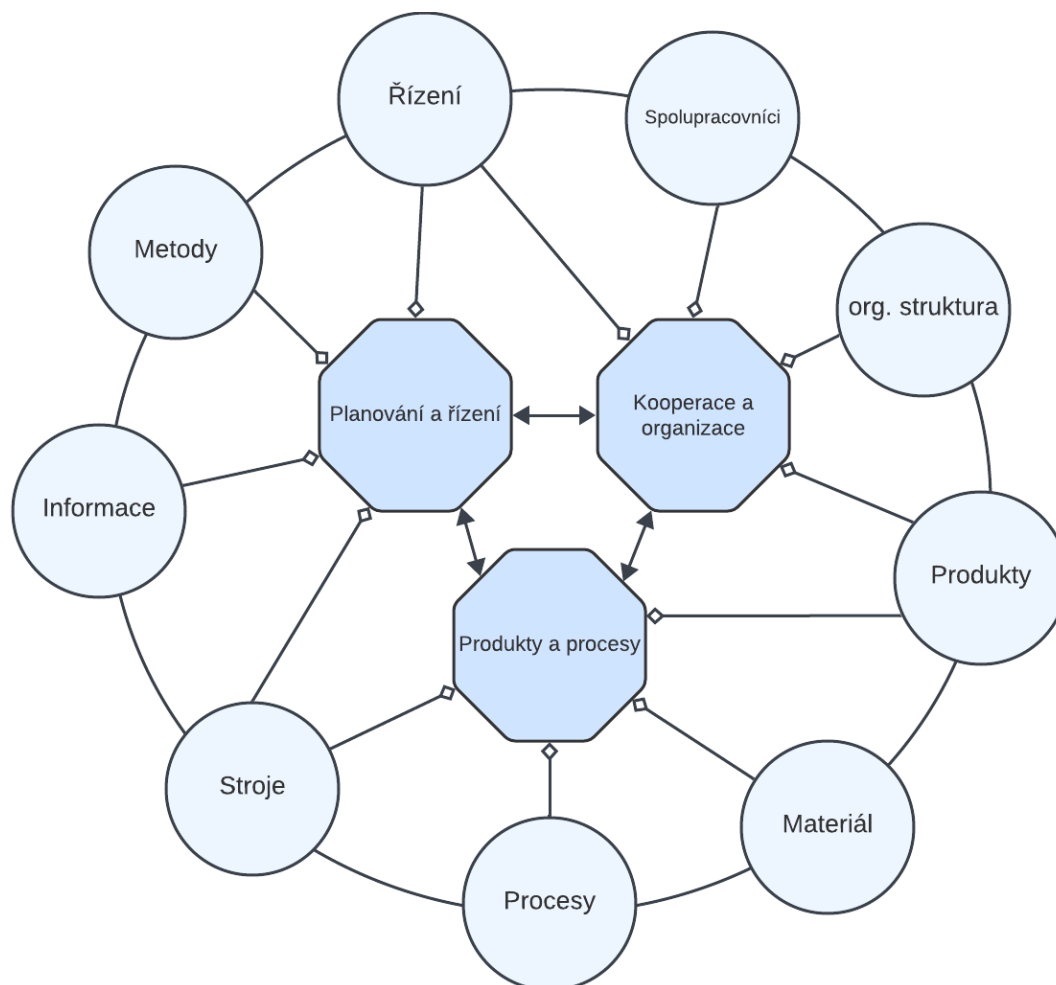 Řízení
Spolupracovníci
Metody
org. struktura
Planování a řízení
Kooperace a
organizace
Informace
Produkty
Produkty a procesy
Stroje
Materiál
Procesy